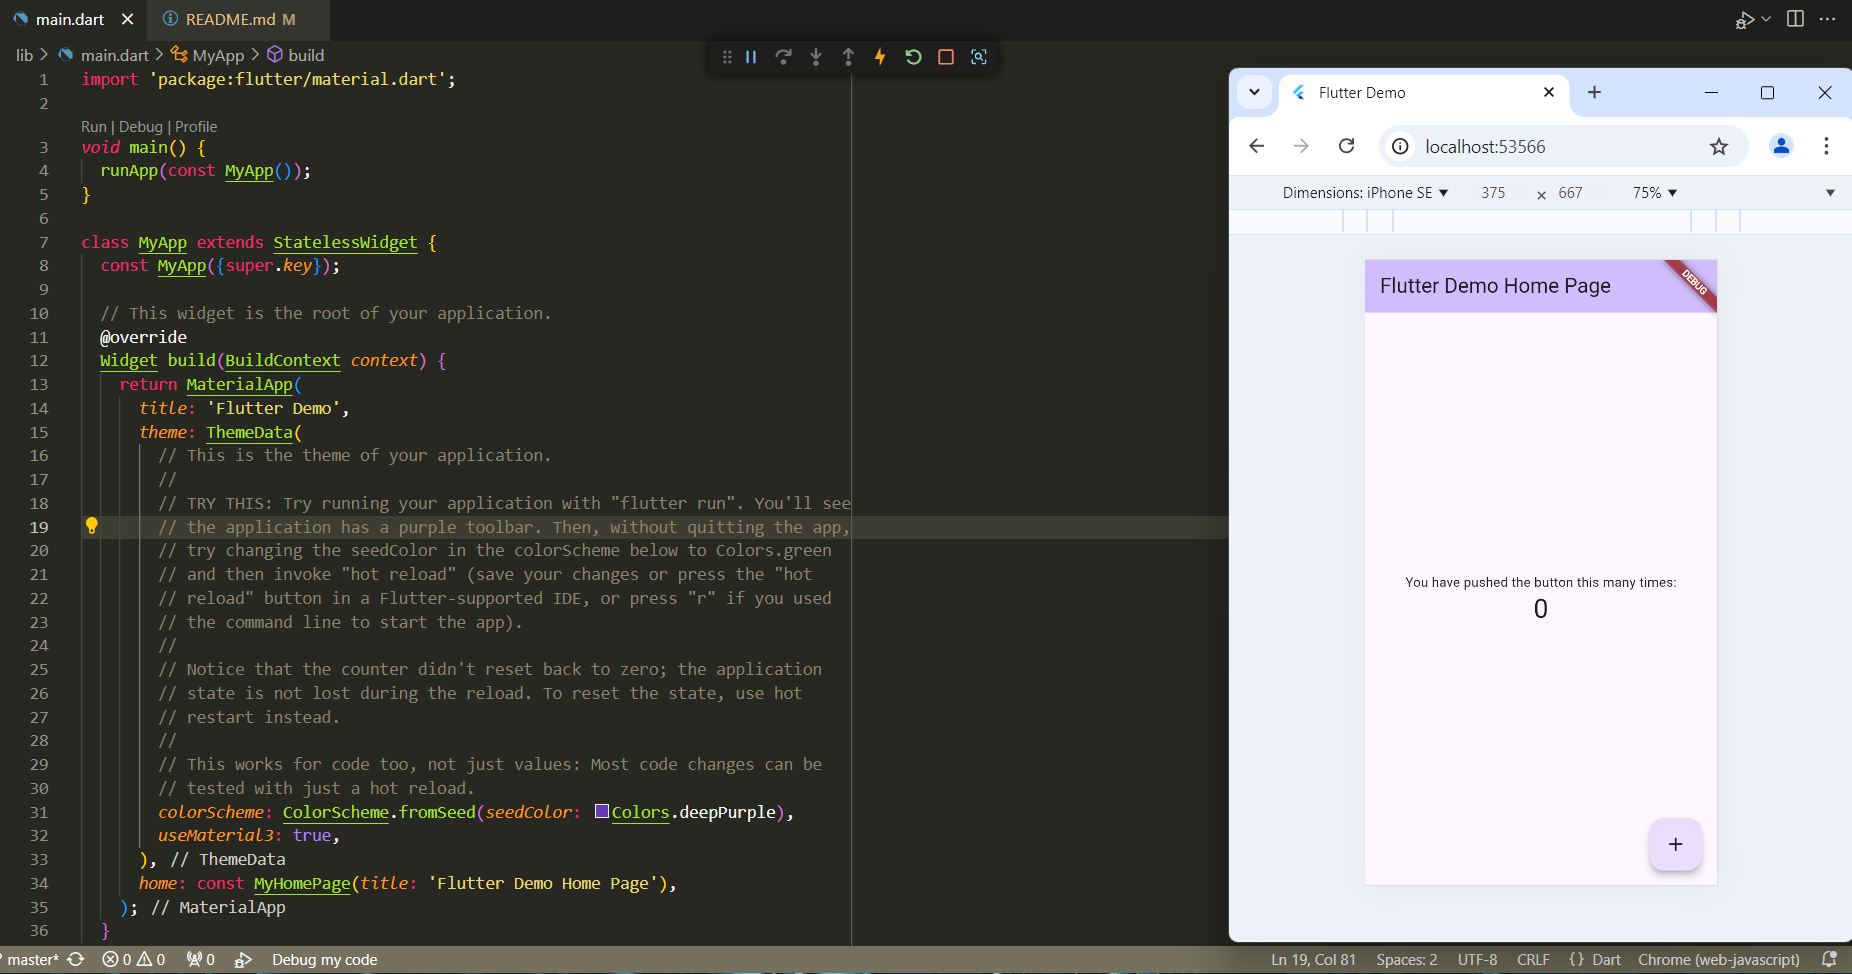 main.dart
README.md M
lib > main.dart > MyApp > build
1 import 'package:flutter/material.dart';
2
Run | Debug | Profile
3 void main() {
4 runApp(const MyApp());
5 }
6
7 class MyApp extends StatelessWidget {
8 const MyApp({super.key});
9
10 // This widget is the root of your application.
11 @override
12 Widget build(BuildContext context) {
13 return MaterialApp(
14 title: 'Flutter Demo',
15 theme: ThemeData(
16 // This is the theme of your application.
17 //
18 // TRY THIS: Try running your application with "flutter run". You'll see
19 // the application has a purple toolbar. Then, without quitting the app,
20 // try changing the seedColor in the colorScheme below to Colors.green
21 // and then invoke "hot reload" (save your changes or press the "hot
22 // reload" button in a Flutter-supported IDE, or press "r" if you used
23 // the command line to start the app).
24 //
25 // Notice that the counter didn't reset back to zero; the application
26 // state is not lost during the reload. To reset the state, use hot
27 // restart instead.
28 //
29 // This works for code too, not just values: Most code changes can be
30 // tested with just a hot reload.
31 colorScheme: ColorScheme.fromSeed(seedColor: Colors.deepPurple),
32 useMaterial3: true,
33 ), // ThemeData
34 home: const MyHomePage(title: 'Flutter Demo Home Page'),
35 ); // MaterialApp
36 }
Flutter Demo
localhost:53566
Dimensions: iPhone SE 375 × 667 75%
Flutter Demo Home Page
DEBUG
You have pushed the button this many times:
0
+
master* 0 0 0 Debug my code
Ln 19, Col 81 Spaces: 2 UTF-8 CRLF {} Dart Chrome (web-javascript)